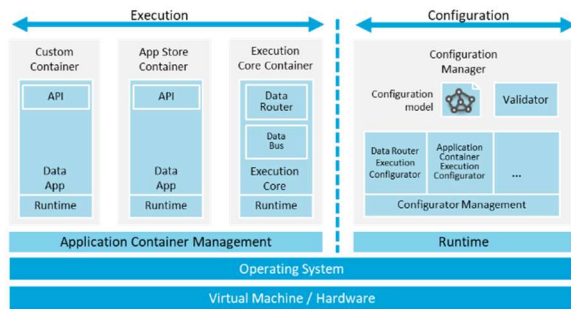 Execution
Configuration
Custom
Container
API
Data
App
Runtime
App Store
Container
API
Data
App
Runtime
Execution
Core Container
Data
Router
Data
Bus
Execution
Core
Runtime
Configuration
Manager
Configuration
model
Validator
Data Router
Execution
Configurator
Application
Container
Execution
Configurator
...
Configurator Management
Application Container Management
Runtime
Operating System
Virtual Machine / Hardware